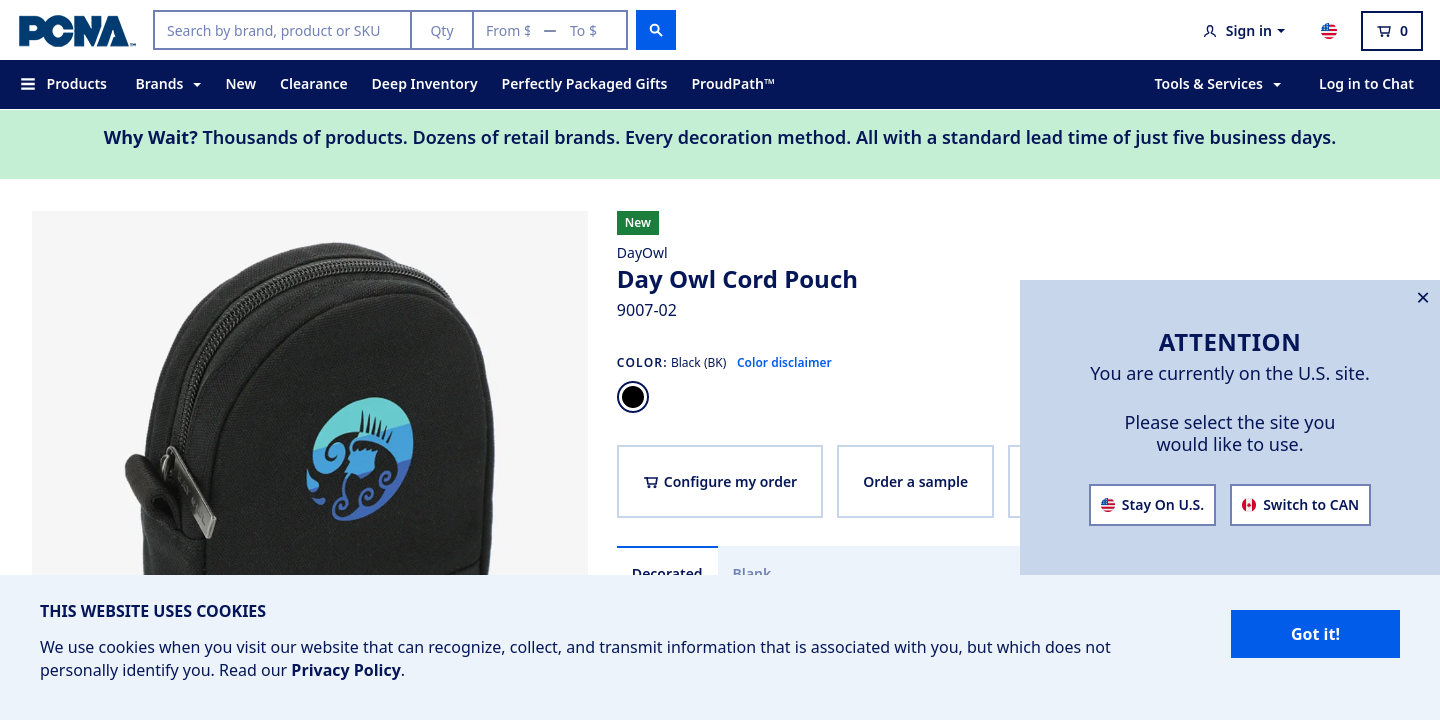 PCNA™
Search by brand, product or SKU
Qty
From $ — To $
Sign in
0
Products
Brands
New
Clearance
Deep Inventory
Perfectly Packaged Gifts
ProudPath™
Tools & Services
Log in to Chat
Why Wait? Thousands of products. Dozens of retail brands. Every decoration method. All with a standard lead time of just five business days.
New
DayOwl
Day Owl Cord Pouch
9007-02
COLOR: Black (BK) Color disclaimer
Configure my order
Order a sample
Decorated
Blank
ATTENTION
You are currently on the U.S. site.
Please select the site you
would like to use.
Stay On U.S.
Switch to CAN
THIS WEBSITE USES COOKIES
We use cookies when you visit our website that can recognize, collect, and transmit information that is associated with you, but which does not
personally identify you. Read our Privacy Policy.
Got it!